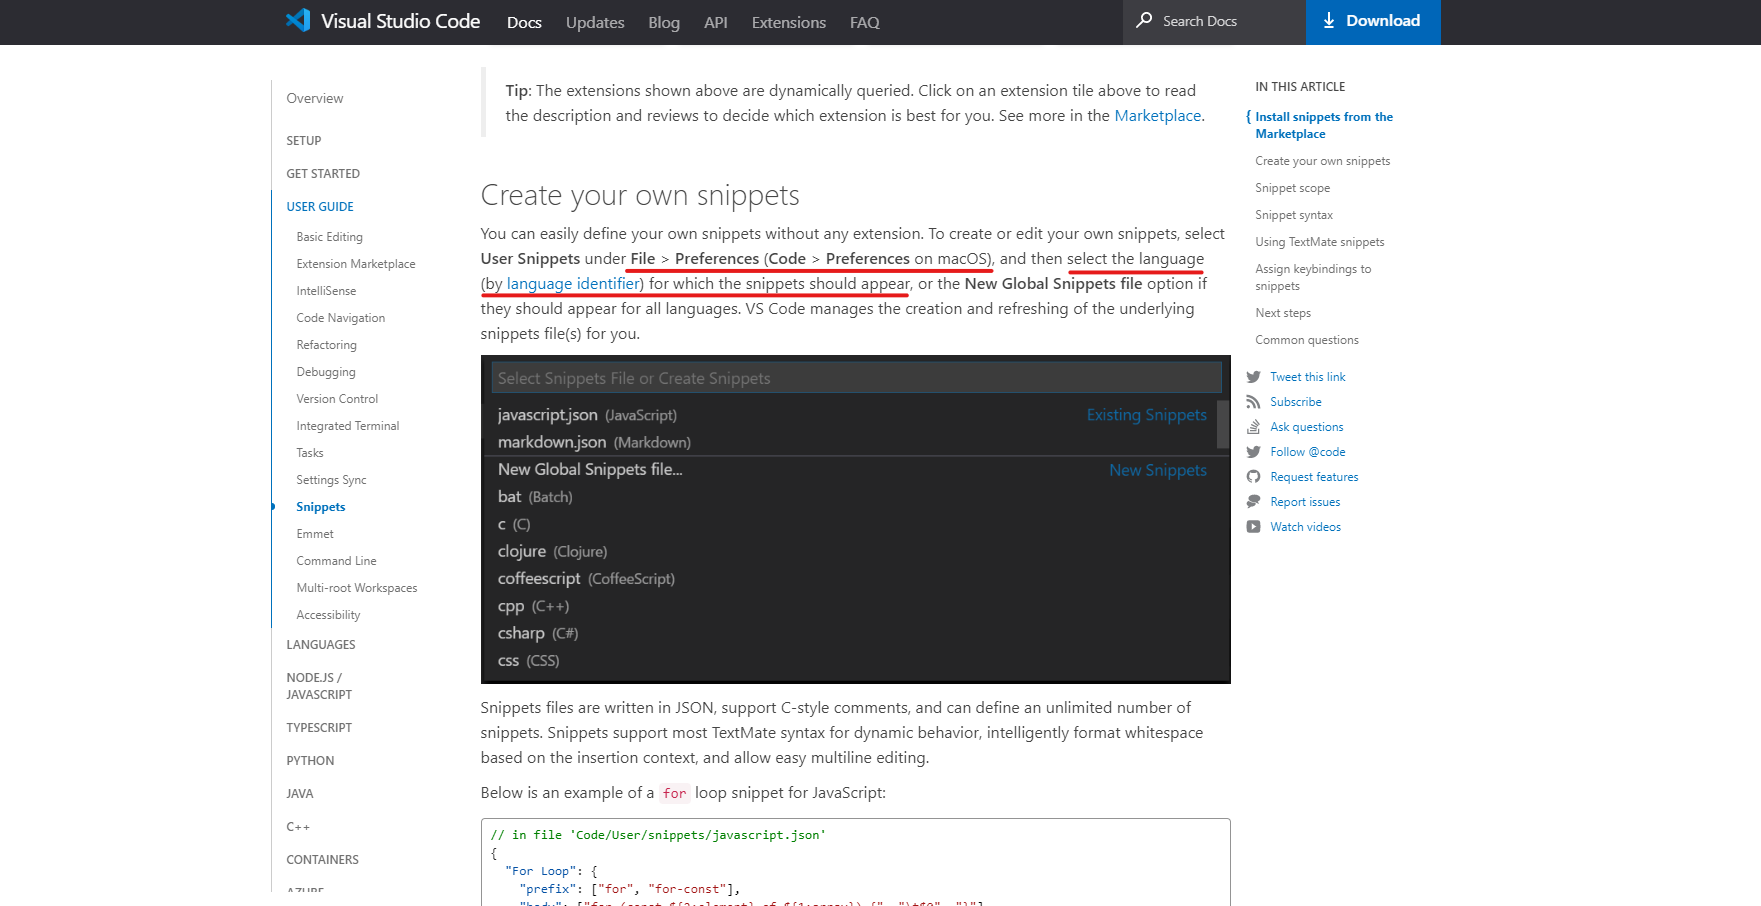 Visual Studio Code Docs Updates Blog API Extensions FAQ Search Docs Download
Overview
SETUP
GET STARTED
USER GUIDE
Basic Editing
Extension Marketplace
IntelliSense
Code Navigation
Refactoring
Debugging
Version Control
Integrated Terminal
Tasks
Settings Sync
Snippets
Emmet
Command Line
Multi-root Workspaces
Accessibility
LANGUAGES
NODE.JS /
JAVASCRIPT
TYPESCRIPT
PYTHON
JAVA
C++
CONTAINERS
AZURE
Tip: The extensions shown above are dynamically queried. Click on an extension tile above to read
the description and reviews to decide which extension is best for you. See more in the Marketplace.
Create your own snippets
You can easily define your own snippets without any extension. To create or edit your own snippets, select
User Snippets under File > Preferences (Code > Preferences on macOS), and then select the language
(by language identifier) for which the snippets should appear, or the New Global Snippets file option if
they should appear for all languages. VS Code manages the creation and refreshing of the underlying
snippets file(s) for you.
Select Snippets File or Create Snippets
javascript.json (JavaScript) Existing Snippets
markdown.json (Markdown)
New Global Snippets file... New Snippets
bat (Batch)
c (C)
clojure (Clojure)
coffeescript (CoffeeScript)
cpp (C++)
csharp (C#)
css (CSS)
Snippets files are written in JSON, support C-style comments, and can define an unlimited number of
snippets. Snippets support most TextMate syntax for dynamic behavior, intelligently format whitespace
based on the insertion context, and allow easy multiline editing.
Below is an example of a for loop snippet for JavaScript:
// in file 'Code/User/snippets/javascript.json'
{
"For Loop": {
"prefix": ["for", "for-const"],
"body": ["for (const ${2:element} of ${1:array}) {", "\t$0", "}"],
IN THIS ARTICLE
Install snippets from the
Marketplace
Create your own snippets
Snippet scope
Snippet syntax
Using TextMate snippets
Assign keybindings to
snippets
Next steps
Common questions
Tweet this link
Subscribe
Ask questions
Follow @code
Request features
Report issues
Watch videos